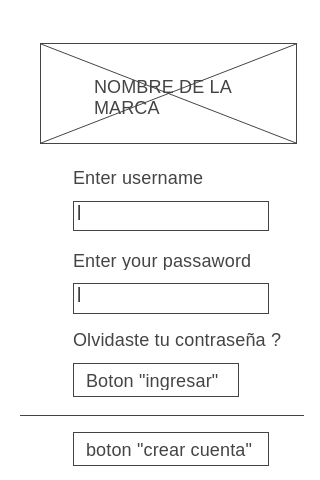 NOMBRE DE LA
MARCA
Enter username
Enter your passaword
Olvidaste tu contraseña ?
Boton "ingresar"
boton "crear cuenta"